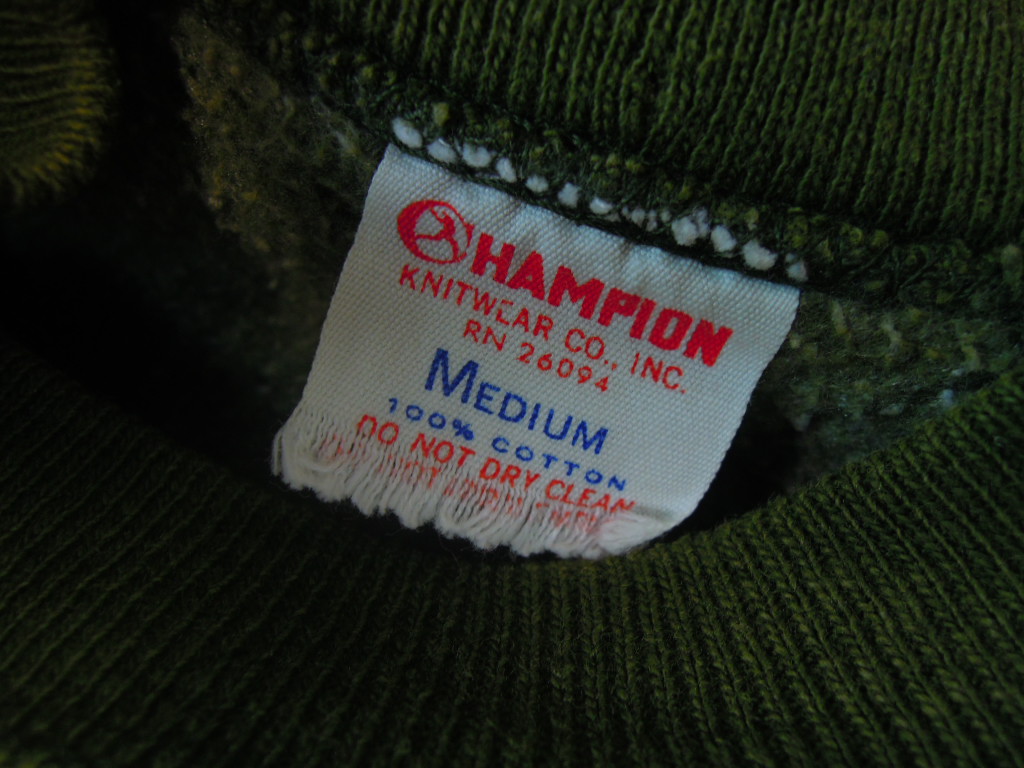 CHAMPION
KNITWEAR CO., INC.
RN 26094
MEDIUM
100% COTTON
DO NOT DRY CLEAN